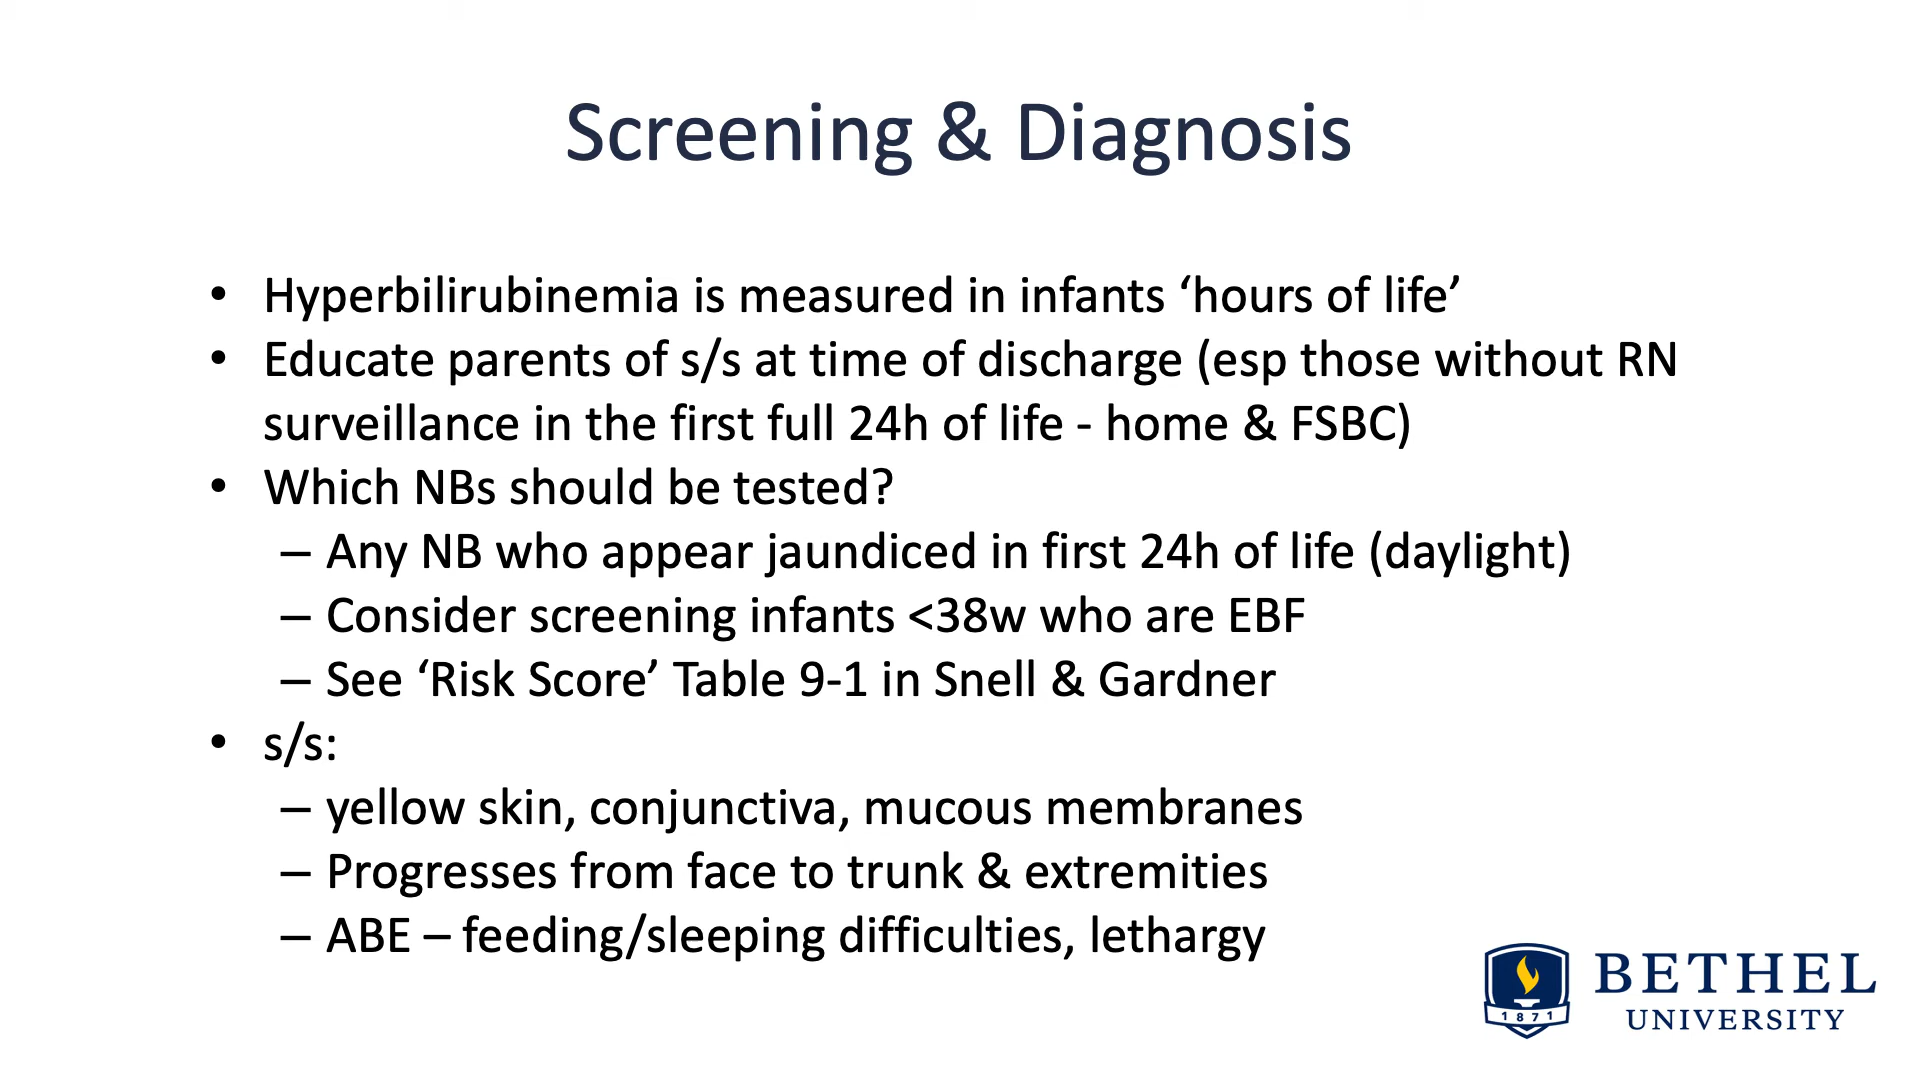 Screening & Diagnosis
• Hyperbilirubinemia is measured in infants ‘hours of life’
• Educate parents of s/s at time of discharge (esp those without RN
surveillance in the first full 24h of life - home & FSBC)
• Which NBs should be tested?
– Any NB who appear jaundiced in first 24h of life (daylight)
– Consider screening infants <38w who are EBF
– See ‘Risk Score’ Table 9-1 in Snell & Gardner
• s/s:
– yellow skin, conjunctiva, mucous membranes
– Progresses from face to trunk & extremities
– ABE – feeding/sleeping difficulties, lethargy
1871
BETHEL
UNIVERSITY